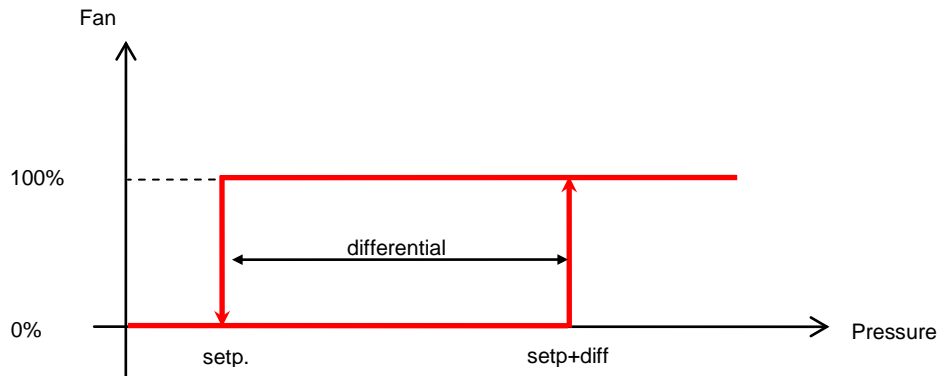 Fan
100%
differential
0%
Pressure
setp.
setp+diff